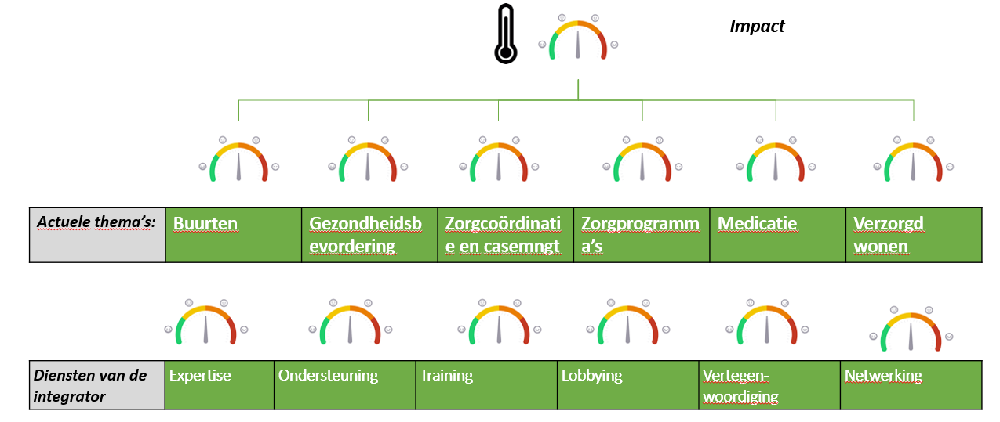 Impact
Actuele thema’s:
Buurten
Gezondheidsb
evordering
Zorgcoördinati
e en casemngt
Zorgprogramm
a’s
Medicatie
Verzorgd
wonen
Diensten van de
integrator
Expertise
Ondersteuning
Training
Lobbying
Vertegen-
woordiging
Netwerking